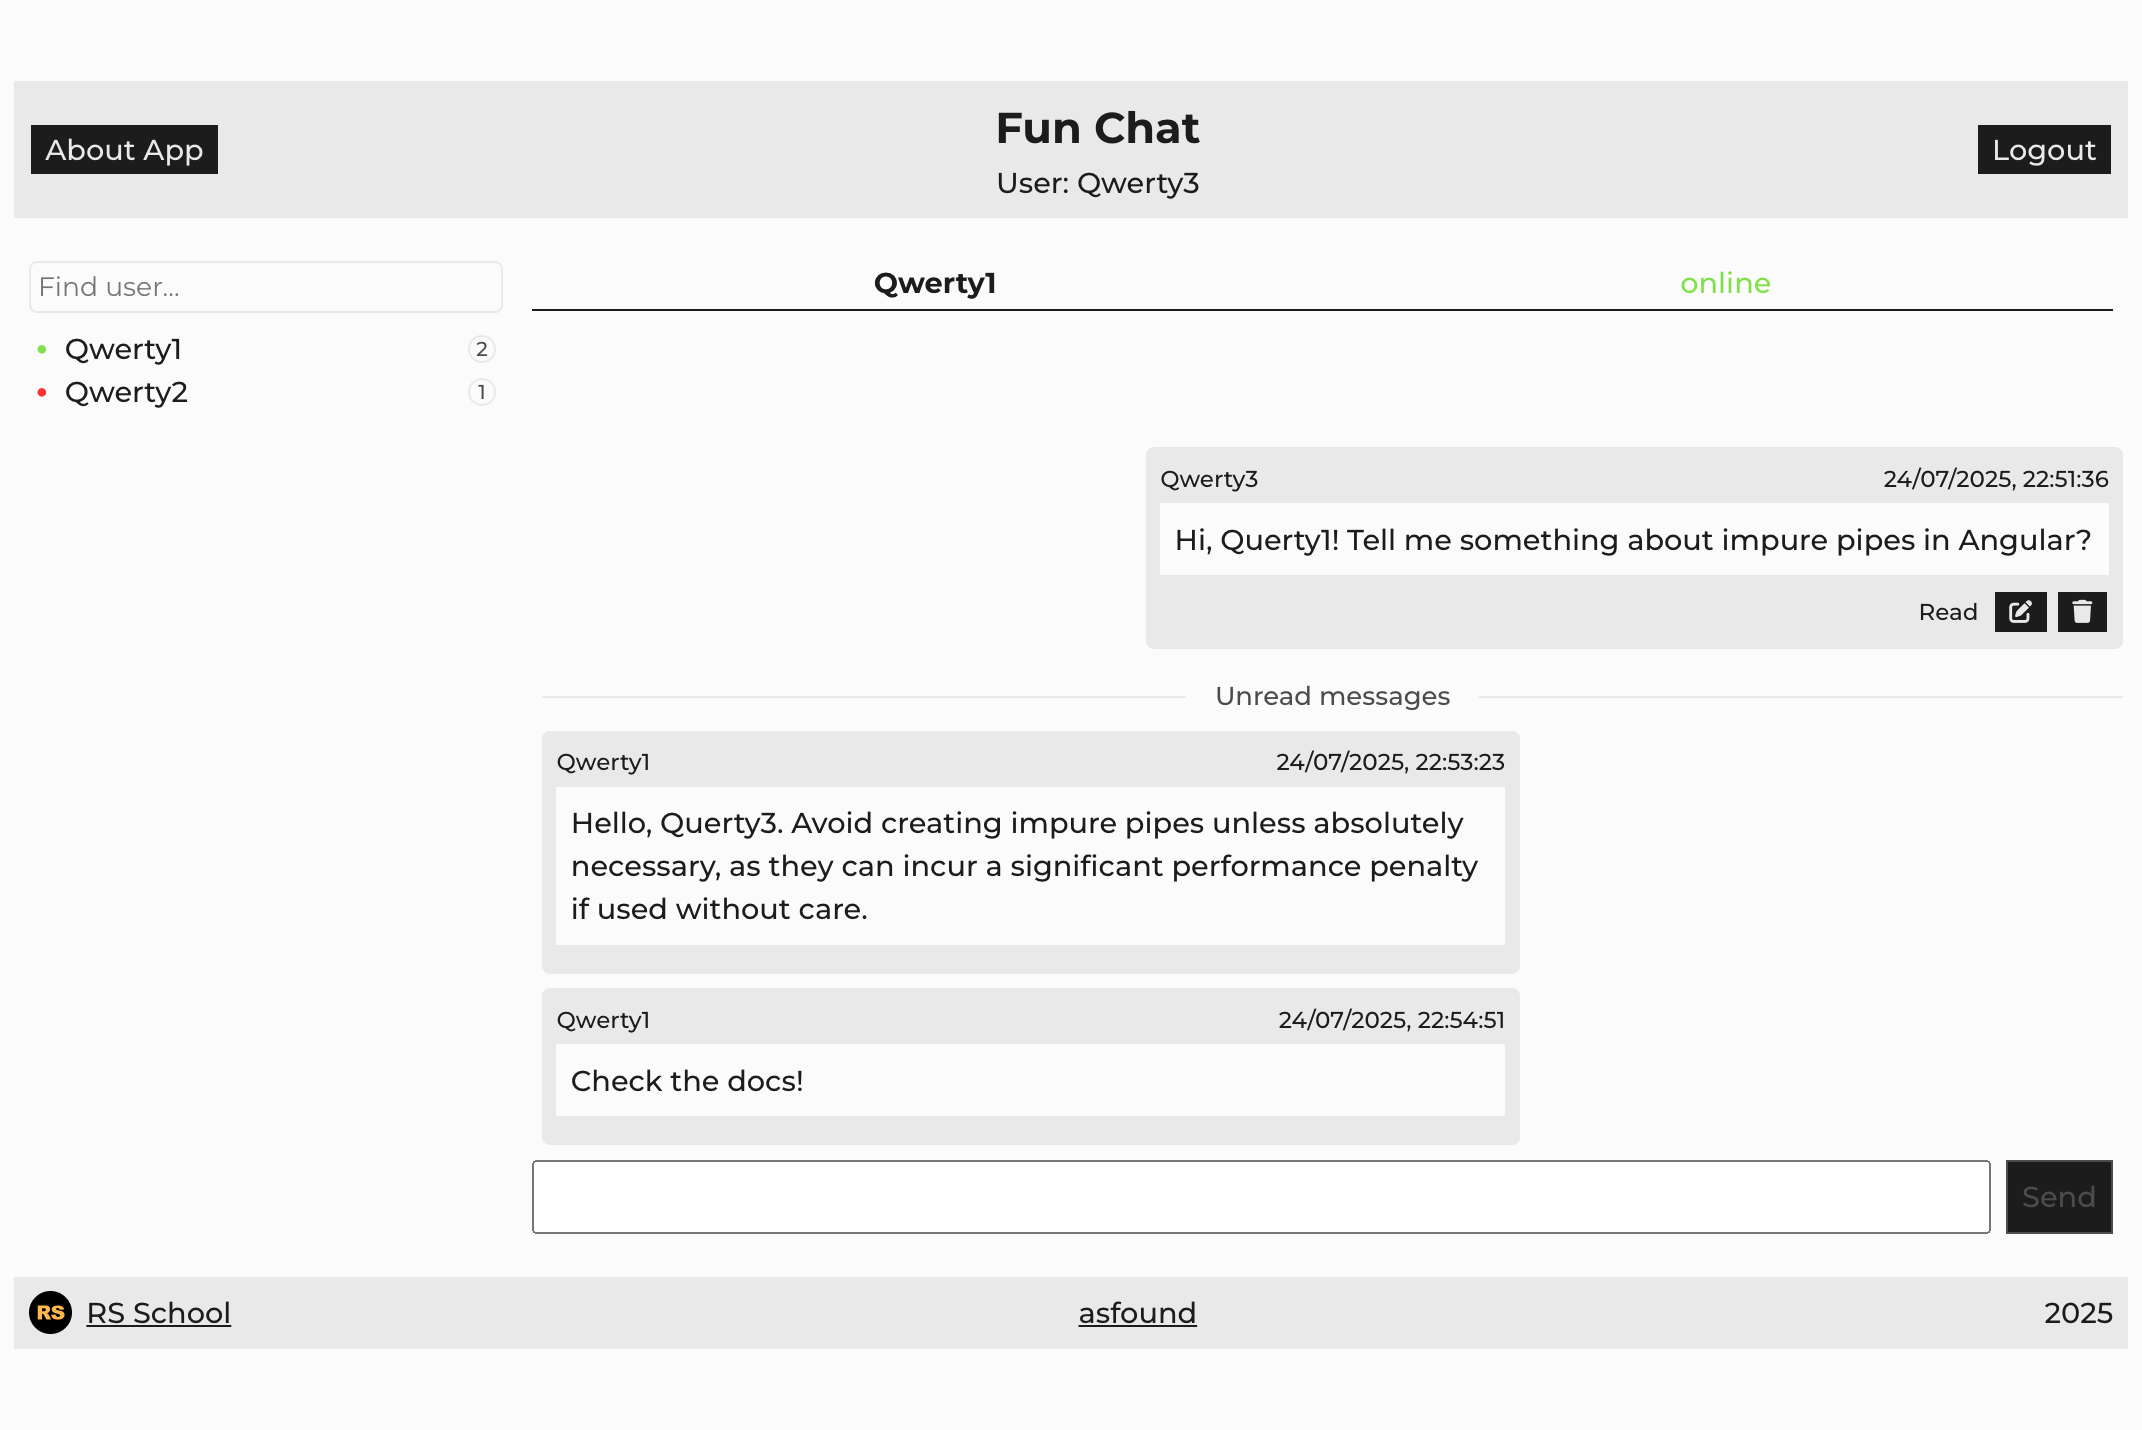 About App
Fun Chat
User: Qwerty3
Logout
Find user...
Qwerty1 2
Qwerty2 1
Qwerty1 online
Qwerty3 24/07/2025, 22:51:36
Hi, Querty1! Tell me something about impure pipes in Angular?
Read
Unread messages
Qwerty1 24/07/2025, 22:53:23
Hello, Querty3. Avoid creating impure pipes unless absolutely
necessary, as they can incur a significant performance penalty
if used without care.
Qwerty1 24/07/2025, 22:54:51
Check the docs!
Send
RS RS School
asfound
2025